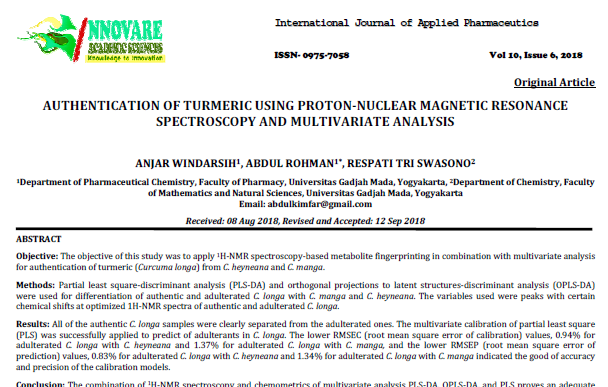 INNOVARE
ACADEMIC SCIENCES
Knowledge to Innovation
International Journal of Applied Pharmaceutics
ISSN- 0975-7058 Vol 10, Issue 6, 2018
Original Article
AUTHENTICATION OF TURMERIC USING PROTON-NUCLEAR MAGNETIC RESONANCE
SPECTROSCOPY AND MULTIVARIATE ANALYSIS
ANJAR WINDARSIH¹, ABDUL ROHMAN¹*, RESPATI TRI SWASONO²
¹Department of Pharmaceutical Chemistry, Faculty of Pharmacy, Universitas Gadjah Mada, Yogyakarta, ²Department of Chemistry, Faculty
of Mathematics and Natural Sciences, Universitas Gadjah Mada, Yogyakarta
Email: abdulkimfar@gmail.com
Received: 08 Aug 2018, Revised and Accepted: 12 Sep 2018
ABSTRACT
Objective: The objective of this study was to apply ¹H-NMR spectroscopy-based metabolite fingerprinting in combination with multivariate analysis
for authentication of turmeric (Curcuma longa) from C. heyneana and C. manga.
Methods: Partial least square-discriminant analysis (PLS-DA) and orthogonal projections to latent structures-discriminant analysis (OPLS-DA)
were used for differentiation of authentic and adulterated C. longa with C. manga and C. heyneana. The variables used were peaks with certain
chemical shifts at optimized 1H-NMR spectra of authentic and adulterated C. longa.
Results: All of the authentic C. longa samples were clearly separated from the adulterated ones. The multivariate calibration of partial least square
(PLS) was successfully applied to predict of adulterants in C. longa. The lower RMSEC (root mean square error of calibration) values, 0.94% for
adulterated C. longa with C. heyneana and 1.37% for adulterated C. longa with C. manga, and the lower RMSEP (root mean square error of
prediction) values, 0.83% for adulterated C. longa with C. heyneana and 1.34% for adulterated C. longa with C. manga indicated the good of accuracy
and precision of the calibration models.
Conclusion: The combination of ¹H-NMR spectroscopy and chemometrics of multivariate analysis PLS-DA, OPLS-DA, and PLS proves an adequate